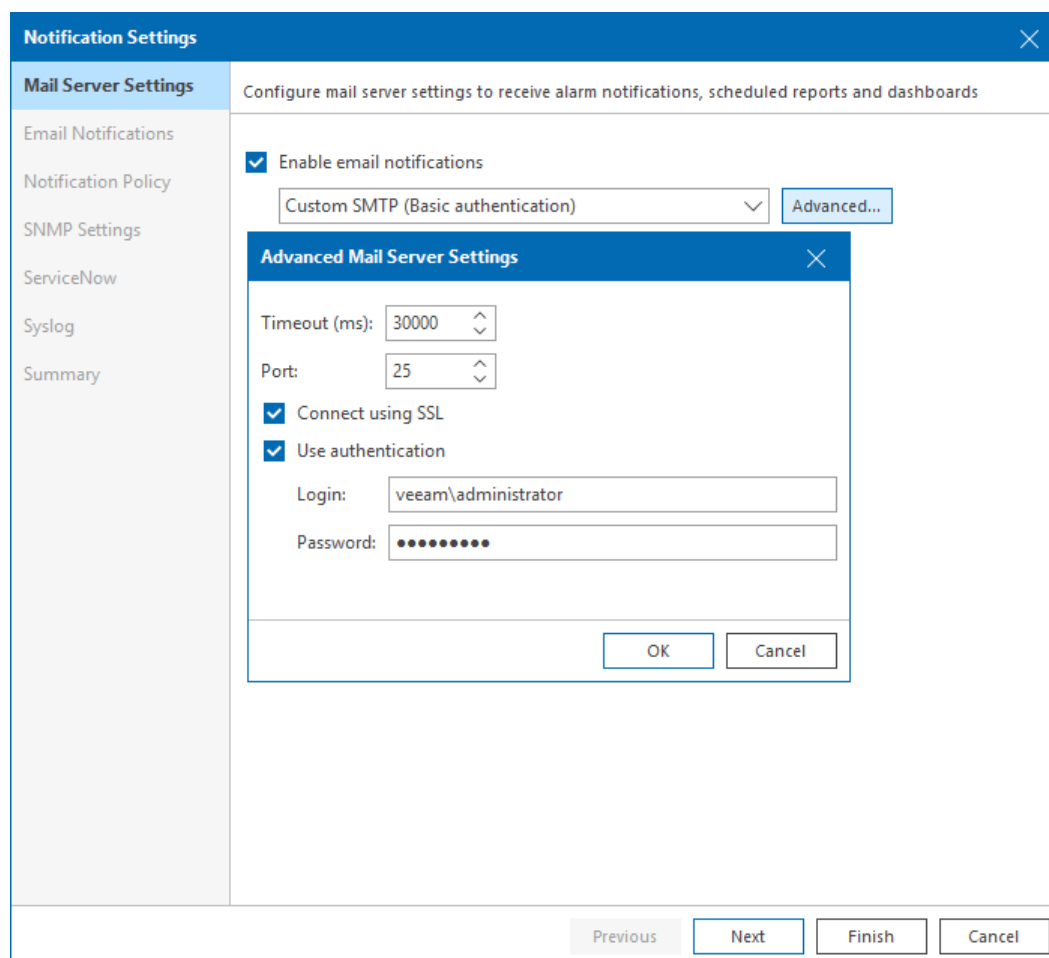 Notification Settings
Mail Server Settings
Email Notifications
Notification Policy
SNMP Settings
ServiceNow
Syslog
Summary
Configure mail server settings to receive alarm notifications, scheduled reports and dashboards
Enable email notifications
Custom SMTP (Basic authentication)
Advanced...
Advanced Mail Server Settings
Timeout (ms): 30000
Port: 25
Connect using SSL
Use authentication
Login: veeam\administrator
Password: ●●●●●●●●●
OK Cancel
Previous Next Finish Cancel